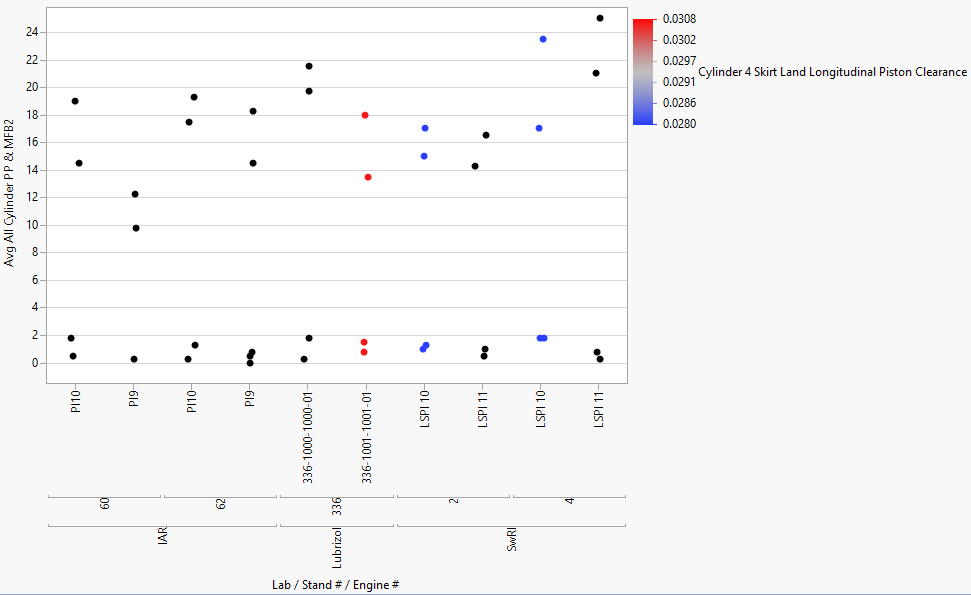 Avg All Cylinder PP & MFB2
24
22
20
18
16
14
12
10
8
6
4
2
0
0.0308
0.0302
0.0297
0.0291
0.0286
0.0280
Cylinder 4 Skirt Land Longitudinal Piston Clearance
PI10
PI9
PI10
PI9
336-1000-1000-01
336-1001-1001-01
LSPI 10
LSPI 11
LSPI 10
LSPI 11
60
62
336
2
4
IAR
Lubrizol
SwRI
Lab / Stand # / Engine #